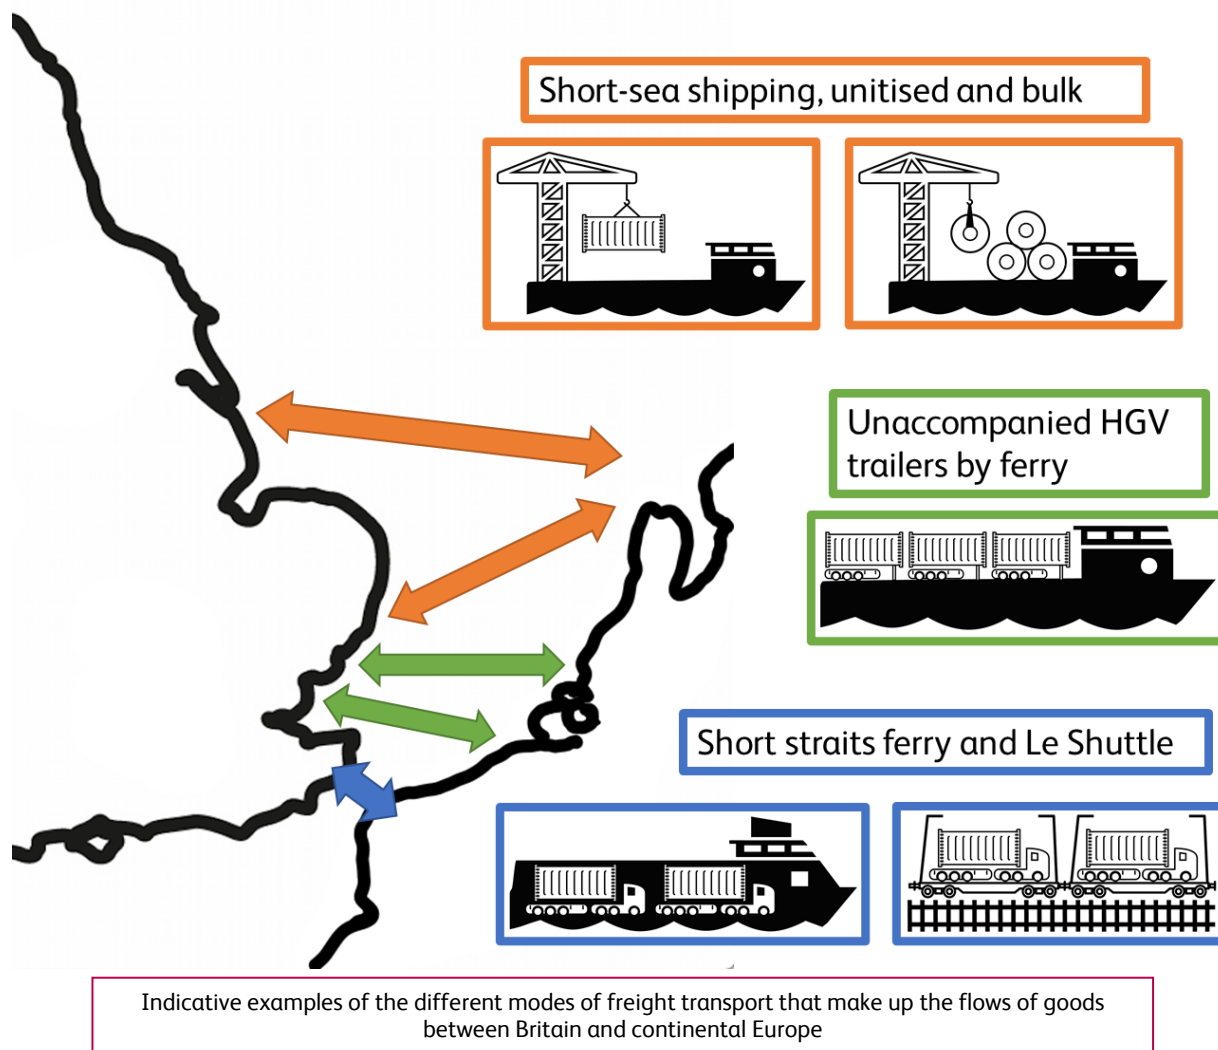 Short-sea shipping, unitised and bulk
Unaccompanied HGV
trailers by ferry
Short straits ferry and Le Shuttle
Indicative examples of the different modes of freight transport that make up the flows of goods
between Britain and continental Europe